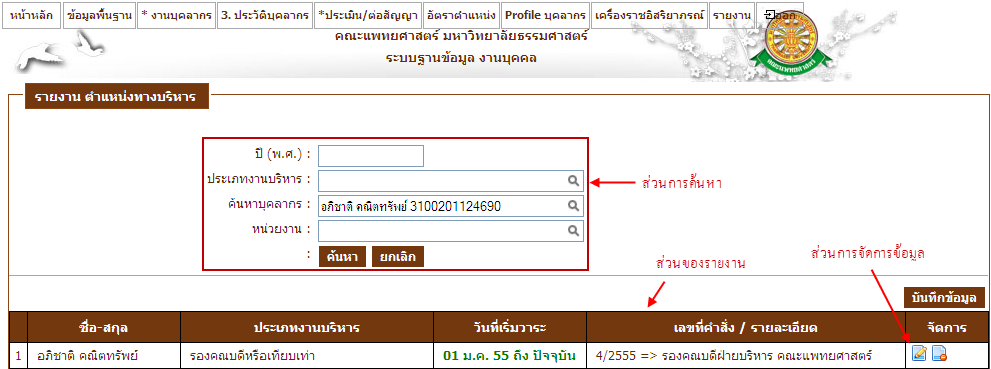 หน้าหลัก ข้อมูลพื้นฐาน * งานบุคลากร 3. ประวัติบุคลากร *ประเมิน/ต่อสัญญา อัตราตำแหน่ง Profile บุคลากร เครื่องราชอิสริยาภรณ์ รายงาน ออก
คณะแพทยศาสตร์ มหาวิทยาลัยธรรมศาสตร์
ระบบฐานข้อมูล งานบุคคล
คณะแพทยศาสตร์
รายงาน ตำแหน่งทางบริหาร
ปี (พ.ศ.) :
ประเภทงานบริหาร :
ส่วนการค้นหา
ค้นหาบุคลากร : อภิชาติ คณิตทรัพย์ 3100201124690
หน่วยงาน :
: ค้นหา ยกเลิก
ส่วนของรายงาน
ส่วนการจัดการข้อมูล
บันทึกข้อมูล
ชื่อ-สกุล ประเภทงานบริหาร วันที่เริ่มวาระ เลขที่คำสั่ง / รายละเอียด จัดการ
1 อภิชาติ คณิตทรัพย์ รองคณบดีหรือเทียบเท่า 01 ม.ค. 55 ถึง ปัจจุบัน 4/2555 => รองคณบดีฝ่ายบริหาร คณะแพทยศาสตร์